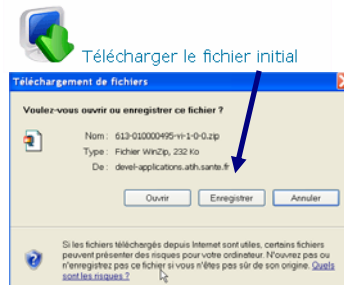 Télécharger le fichier initial
Téléchargement de fichiers
Voulez-vous ouvrir ou enregistrer ce fichier ?
Nom : 613-010000495-vr-1-0-0.zip
Type : Fichier WinZip, 232 Ko
De : devel-applications.atih.sante.fr
Ouvrir Enregistrer Annuler
Si les fichiers téléchargés depuis Internet sont utiles, certains fichiers
peuvent présenter des risques pour votre ordinateur. N'ouvrez pas ou
n'enregistrez pas ce fichier si vous n'êtes pas sûr de son origine. Quels
sont les risques ?